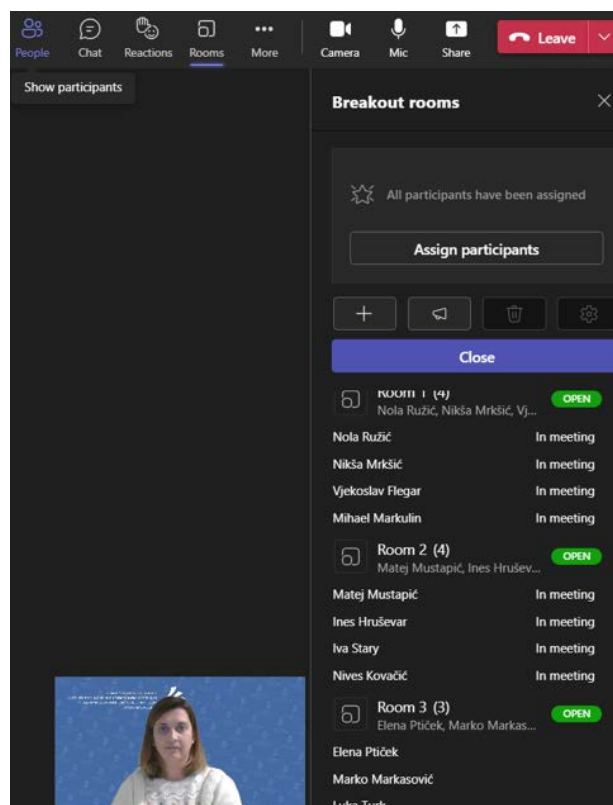 People Chat Reactions Rooms More Camera Mic Share Leave
Show participants
Breakout rooms
All participants have been assigned
Assign participants
Close
Room 1 (4) OPEN
Nola Ružić, Nikša Mrkšić, Vj...
Nola Ružić In meeting
Nikša Mrkšić In meeting
Vjekoslav Flegar In meeting
Mihael Markulin In meeting
Room 2 (4) OPEN
Matej Mustapić, Ines Hrušev...
Matej Mustapić In meeting
Ines Hruševar In meeting
Iva Stary In meeting
Nives Kovačić In meeting
Room 3 (3) OPEN
Elena Ptiček, Marko Markas...
Elena Ptiček
Marko Markasović
Luka Turk